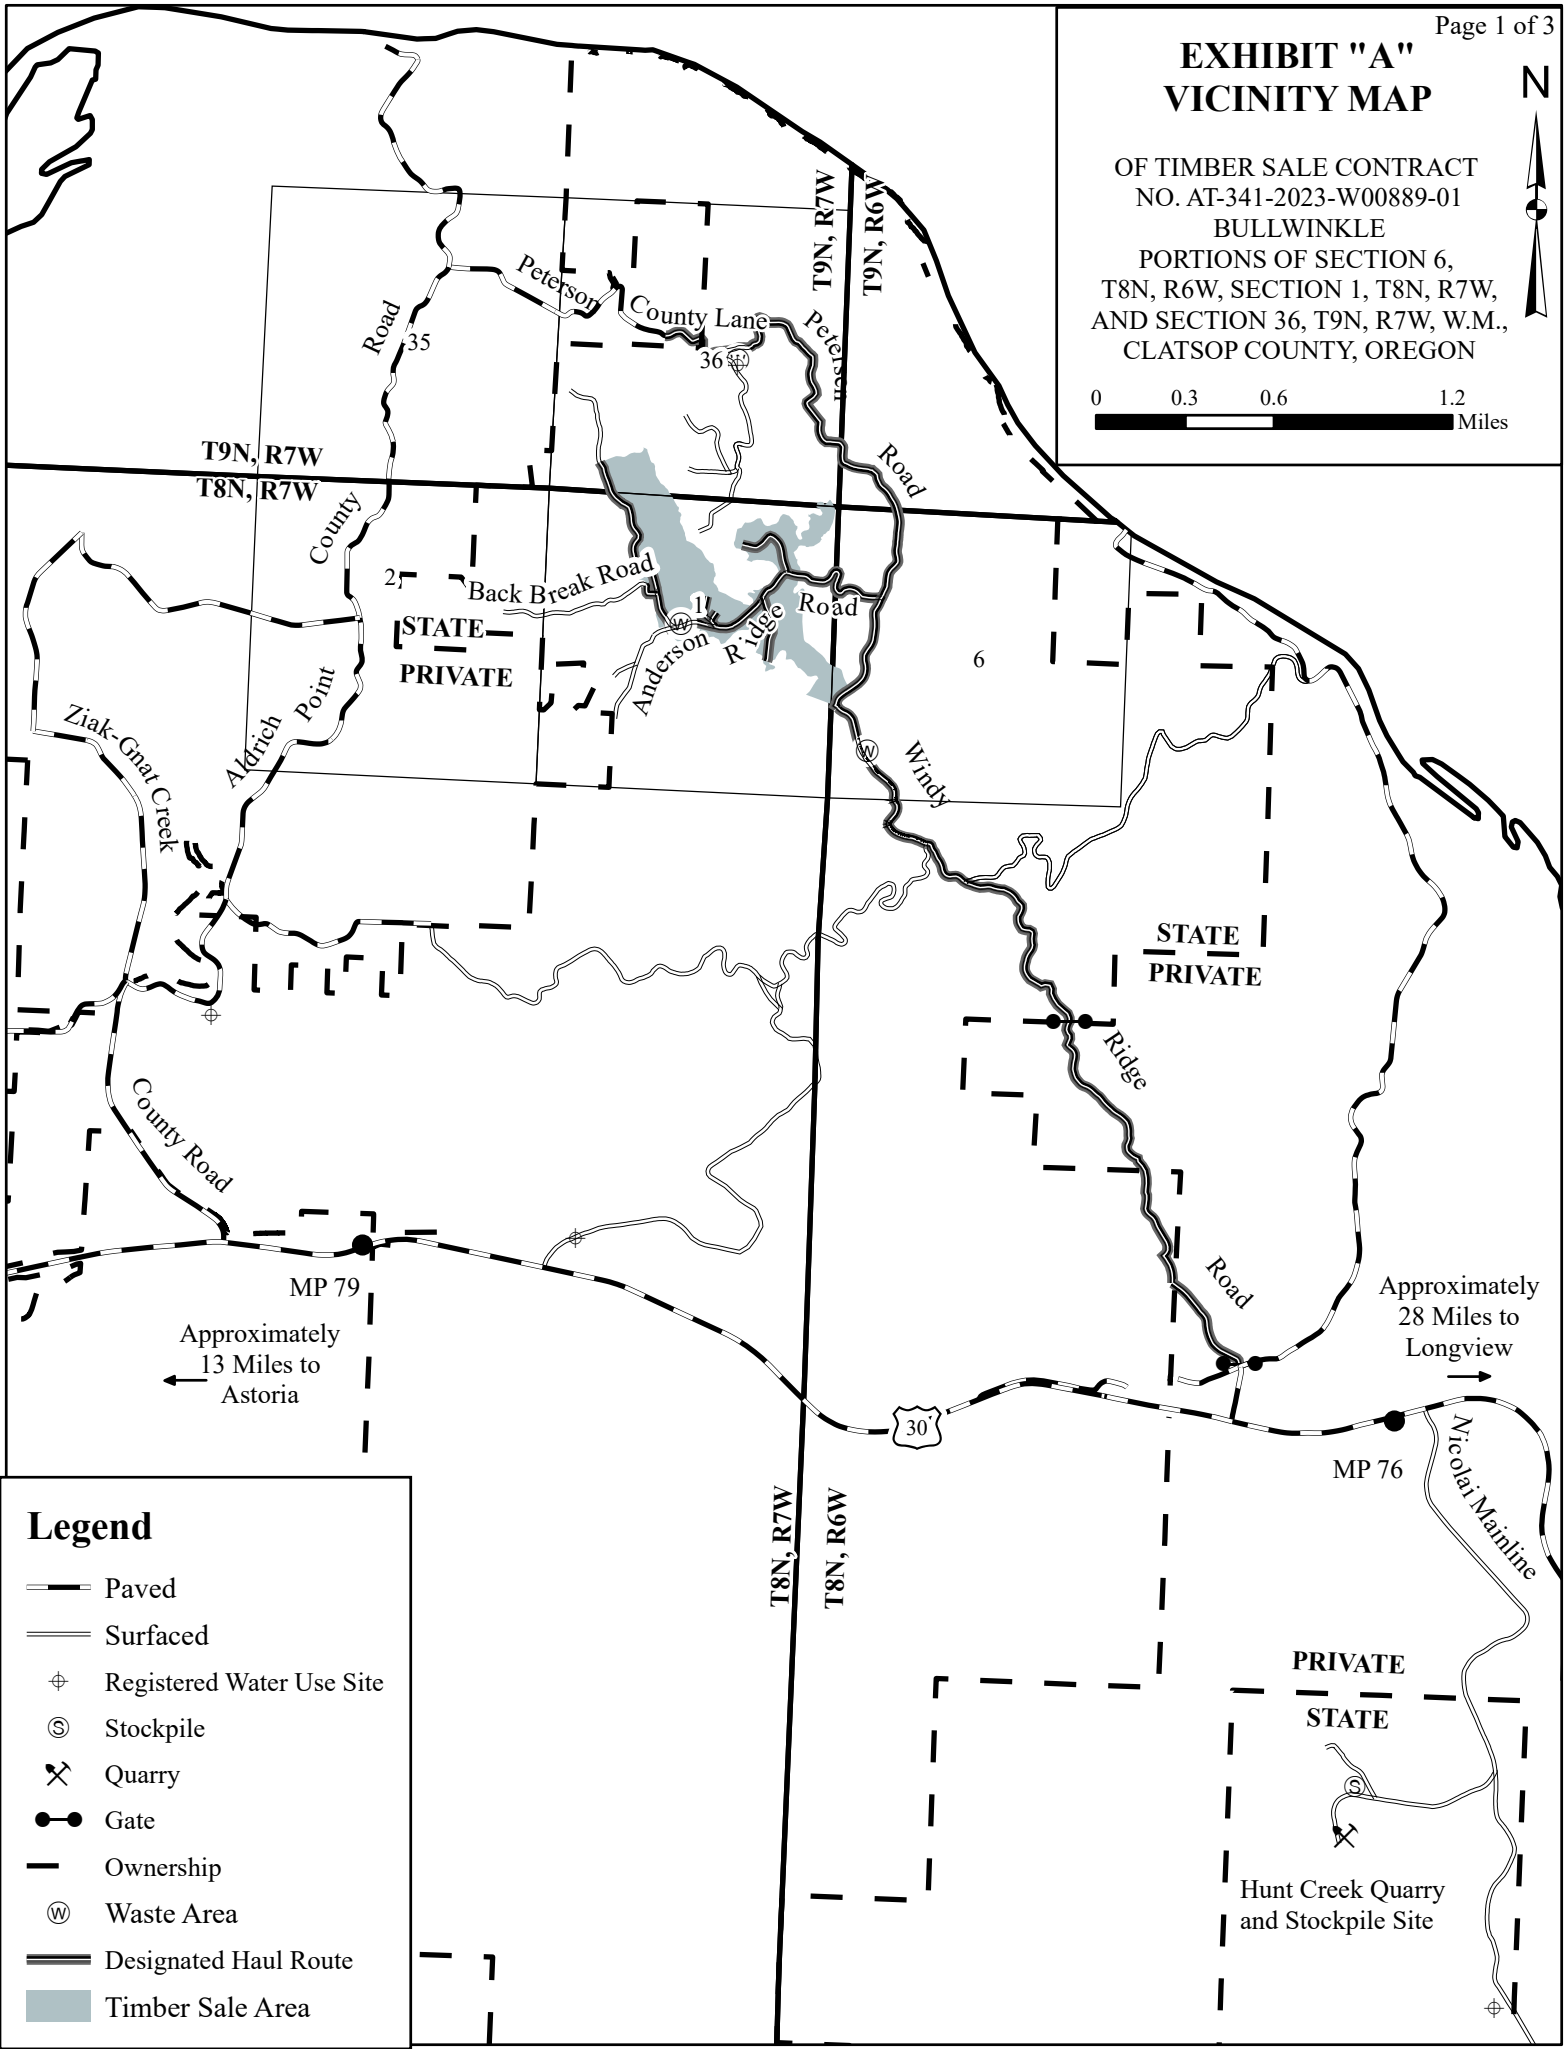 Page 1 of 3
EXHIBIT "A"
VICINITY MAP
N
OF TIMBER SALE CONTRACT
NO. AT-341-2023-W00889-01
BULLWINKLE
PORTIONS OF SECTION 6,
T8N, R6W, SECTION 1, T8N, R7W,
AND SECTION 36, T9N, R7W, W.M.,
CLATSOP COUNTY, OREGON
0 0.3 0.6 1.2
Miles
T9N, R7W
T9N, R6W
Peterson
County Lane
Peterson
Road
35
36
Road
T9N, R7W
T8N, R7W
County
2
Back Break Road
1
Road
Ridge
Anderson
W
STATE
PRIVATE
6
Point
Aldrich
Ziak-Gnat Creek
W
Windy
STATE
PRIVATE
Ridge
County Road
Road
MP 79
Approximately
13 Miles to
Astoria
Approximately
28 Miles to
Longview
30
MP 76
Nicolai Mainline
T8N, R7W
T8N, R6W
PRIVATE
STATE
S
Hunt Creek Quarry
and Stockpile Site
Legend
Paved
Surfaced
Registered Water Use Site
S Stockpile
Quarry
Gate
Ownership
W Waste Area
Designated Haul Route
Timber Sale Area